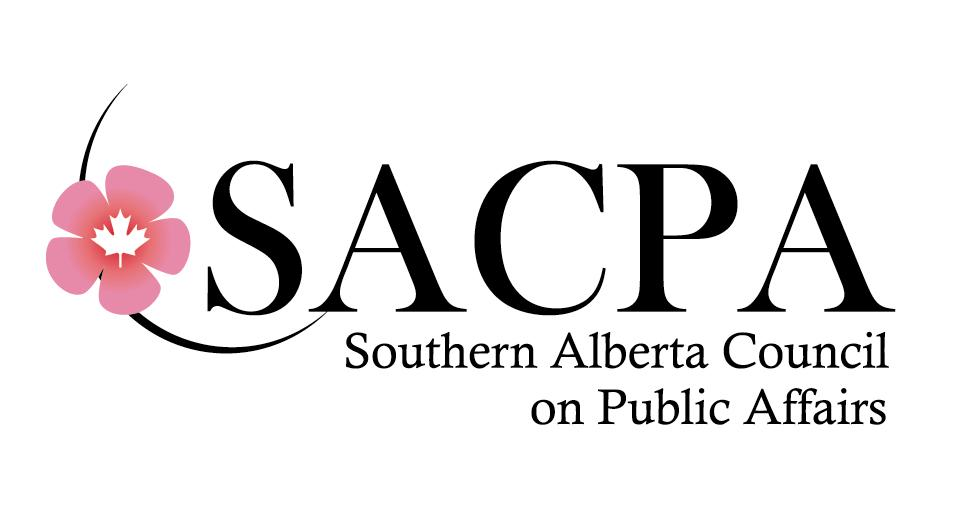 SACPA
Southern Alberta Council
on Public Affairs